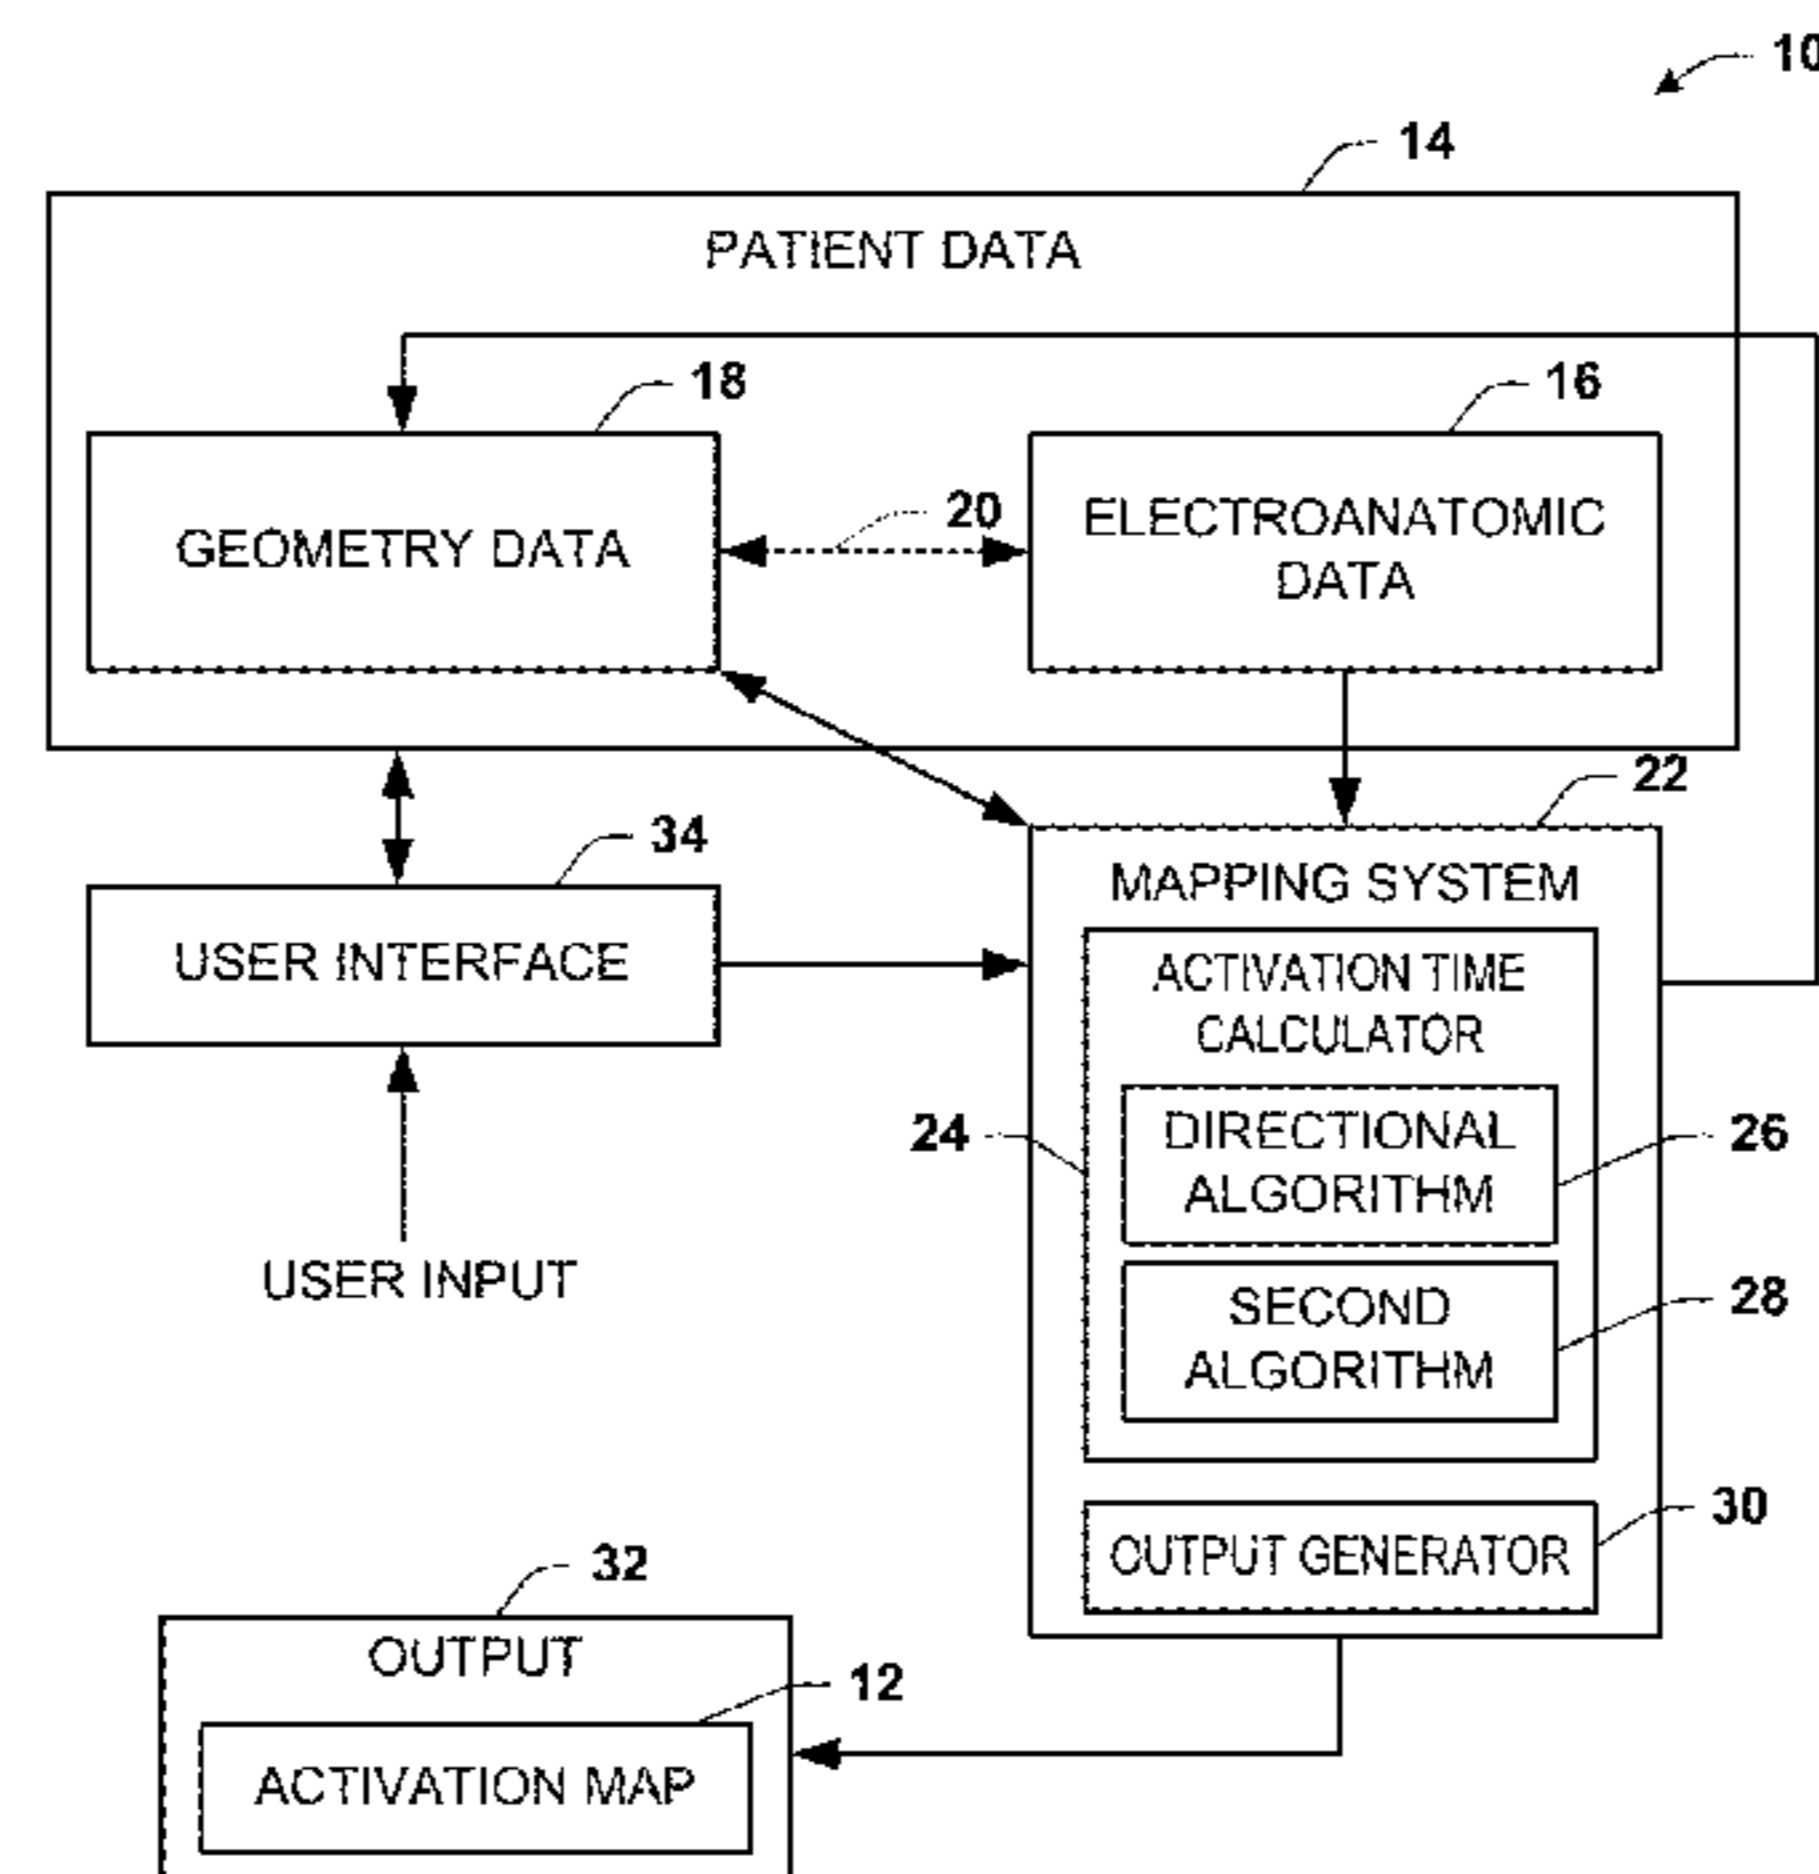 10
14
PATIENT DATA
18
16
GEOMETRY DATA
20
ELECTROANATOMIC
DATA
22
34
MAPPING SYSTEM
USER INTERFACE
ACTIVATION TIME
CALCULATOR
24
DIRECTIONAL
ALGORITHM
26
USER INPUT
SECOND
ALGORITHM
28
30
OUTPUT GENERATOR
32
OUTPUT
12
ACTIVATION MAP